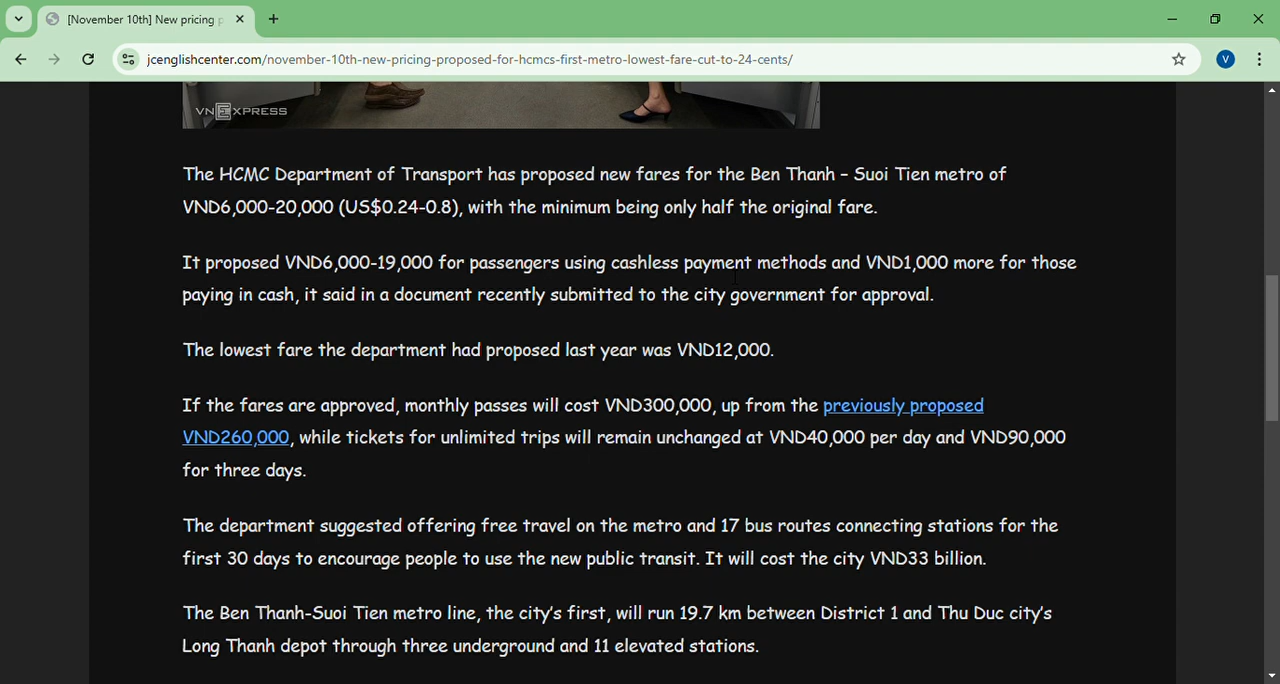 [November 10th] New pricing p
jcenglishcenter.com/november-10th-new-pricing-proposed-for-hcmcs-first-metro-lowest-fare-cut-to-24-cents/
V
VNEXPRESS
The HCMC Department of Transport has proposed new fares for the Ben Thanh – Suoi Tien metro of
VND6,000-20,000 (US$0.24-0.8), with the minimum being only half the original fare.
It proposed VND6,000-19,000 for passengers using cashless payment methods and VND1,000 more for those
paying in cash, it said in a document recently submitted to the city government for approval.
The lowest fare the department had proposed last year was VND12,000.
If the fares are approved, monthly passes will cost VND300,000, up from the previously proposed
VND260,000, while tickets for unlimited trips will remain unchanged at VND40,000 per day and VND90,000
for three days.
The department suggested offering free travel on the metro and 17 bus routes connecting stations for the
first 30 days to encourage people to use the new public transit. It will cost the city VND33 billion.
The Ben Thanh-Suoi Tien metro line, the city’s first, will run 19.7 km between District 1 and Thu Duc city’s
Long Thanh depot through three underground and 11 elevated stations.